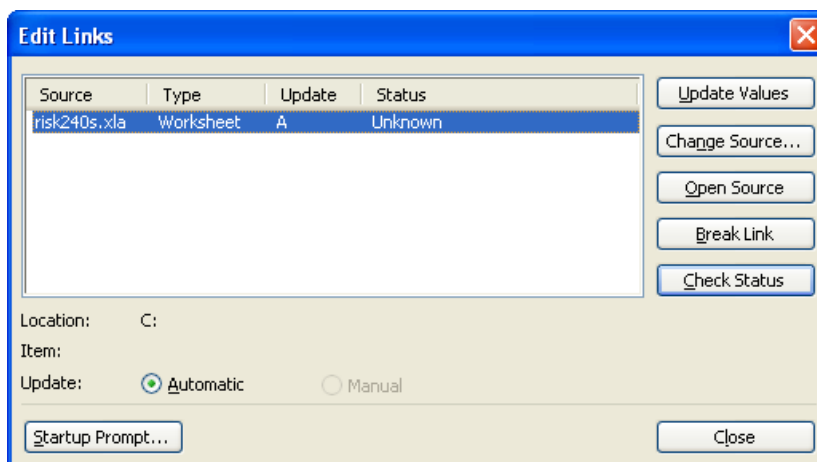 Edit Links
Source Type Update Status
risk240s.xla Worksheet A Unknown
Update Values
Change Source...
Open Source
Break Link
Check Status
Location: C:
Item:
Update: Automatic Manual
Startup Prompt... Close